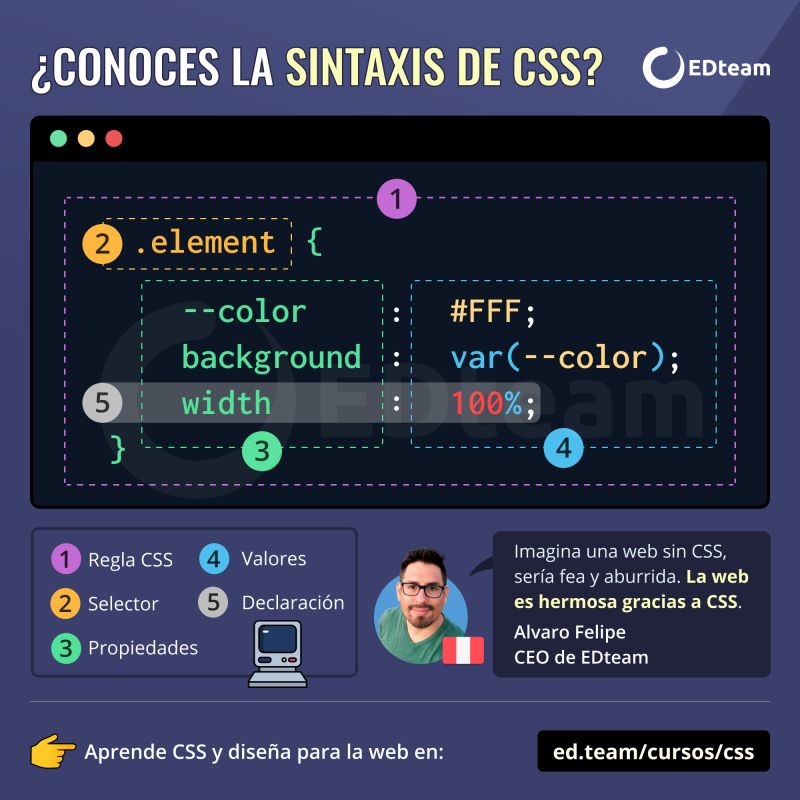 ¿CONOCES LA SINTAXIS DE CSS?
EDteam
1
2 .element {
--color : #FFF;
background : var(--color);
5 width : 100%;
}
3
4
EDteam
1 Regla CSS
2 Selector
3 Propiedades
4 Valores
5 Declaración
Imagina una web sin CSS,
sería fea y aburrida. La web
es hermosa gracias a CSS.
Alvaro Felipe
CEO de EDteam
Aprende CSS y diseña para la web en:
ed.team/cursos/css